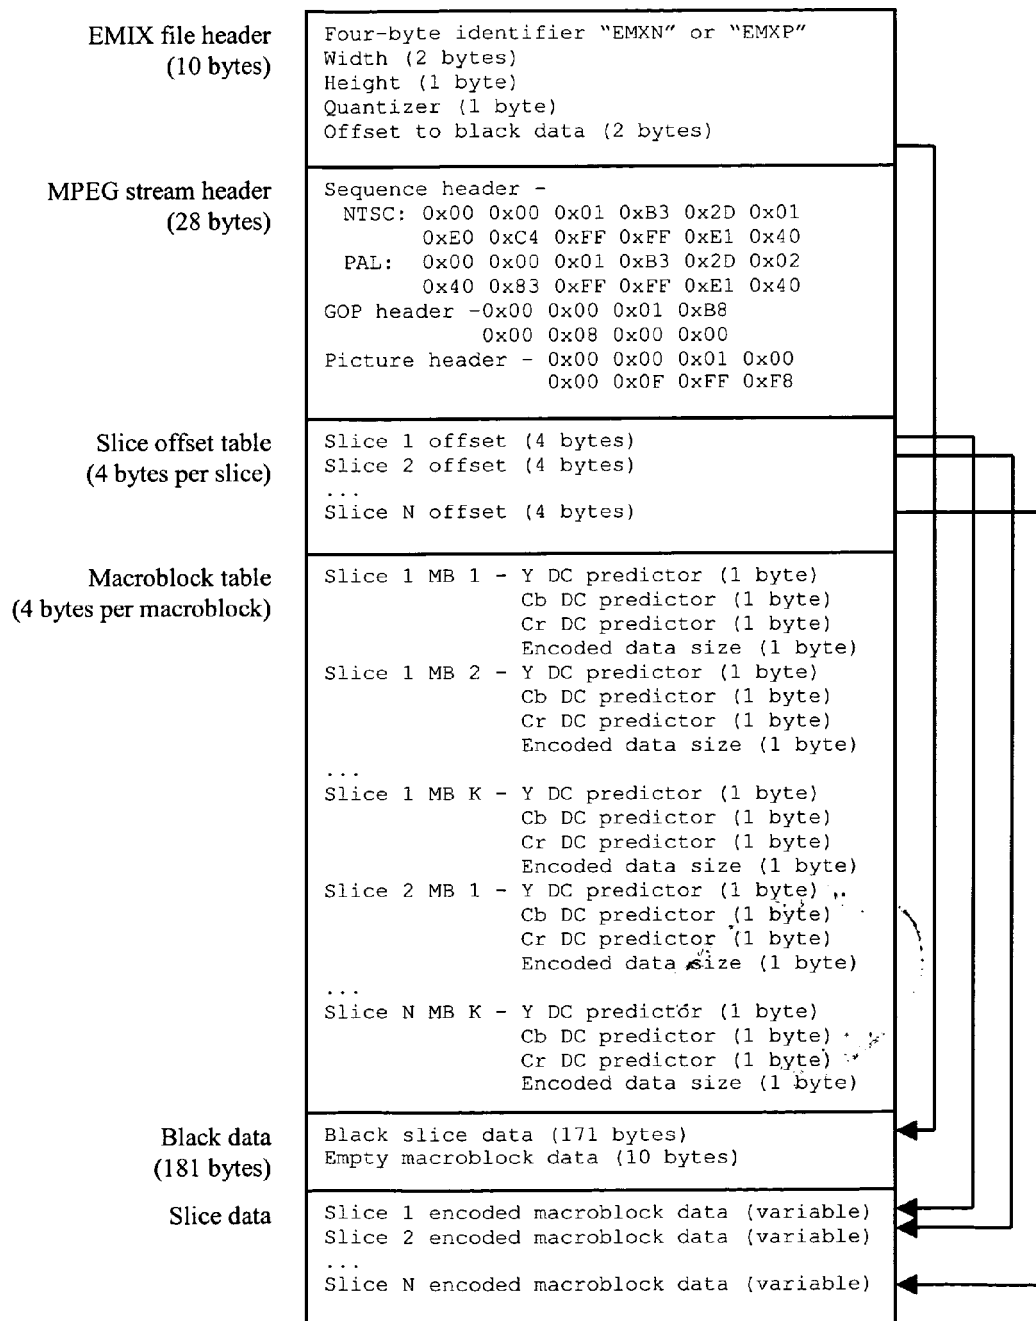 EMIX file header
(10 bytes)
Four-byte identifier “EMXN” or “EMXP”
Width (2 bytes)
Height (1 byte)
Quantizer (1 byte)
Offset to black data (2 bytes)
MPEG stream header
(28 bytes)
Sequence header –
NTSC: 0x00 0x00 0x01 0xB3 0x2D 0x01
0xE0 0xC4 0xFF 0xFF 0xE1 0x40
PAL: 0x00 0x00 0x01 0xB3 0x2D 0x02
0x40 0x83 0xFF 0xFF 0xE1 0x40
GOP header –0x00 0x00 0x01 0xB8
0x00 0x08 0x00 0x00
Picture header – 0x00 0x00 0x01 0x00
0x00 0x0F 0xFF 0xF8
Slice offset table
(4 bytes per slice)
Slice 1 offset (4 bytes)
Slice 2 offset (4 bytes)
...
Slice N offset (4 bytes)
Macroblock table
(4 bytes per macroblock)
Slice 1 MB 1 – Y DC predictor (1 byte)
Cb DC predictor (1 byte)
Cr DC predictor (1 byte)
Encoded data size (1 byte)
Slice 1 MB 2 – Y DC predictor (1 byte)
Cb DC predictor (1 byte)
Cr DC predictor (1 byte)
Encoded data size (1 byte)
...
Slice 1 MB K – Y DC predictor (1 byte)
Cb DC predictor (1 byte)
Cr DC predictor (1 byte)
Encoded data size (1 byte)
Slice 2 MB 1 – Y DC predictor (1 byte)
Cb DC predictor (1 byte)
Cr DC predictor (1 byte)
Encoded data size (1 byte)
...
Slice N MB K – Y DC predictor (1 byte)
Cb DC predictor (1 byte)
Cr DC predictor (1 byte)
Encoded data size (1 byte)
Black data
(181 bytes)
Black slice data (171 bytes)
Empty macroblock data (10 bytes)
Slice data
Slice 1 encoded macroblock data (variable)
Slice 2 encoded macroblock data (variable)
...
Slice N encoded macroblock data (variable)